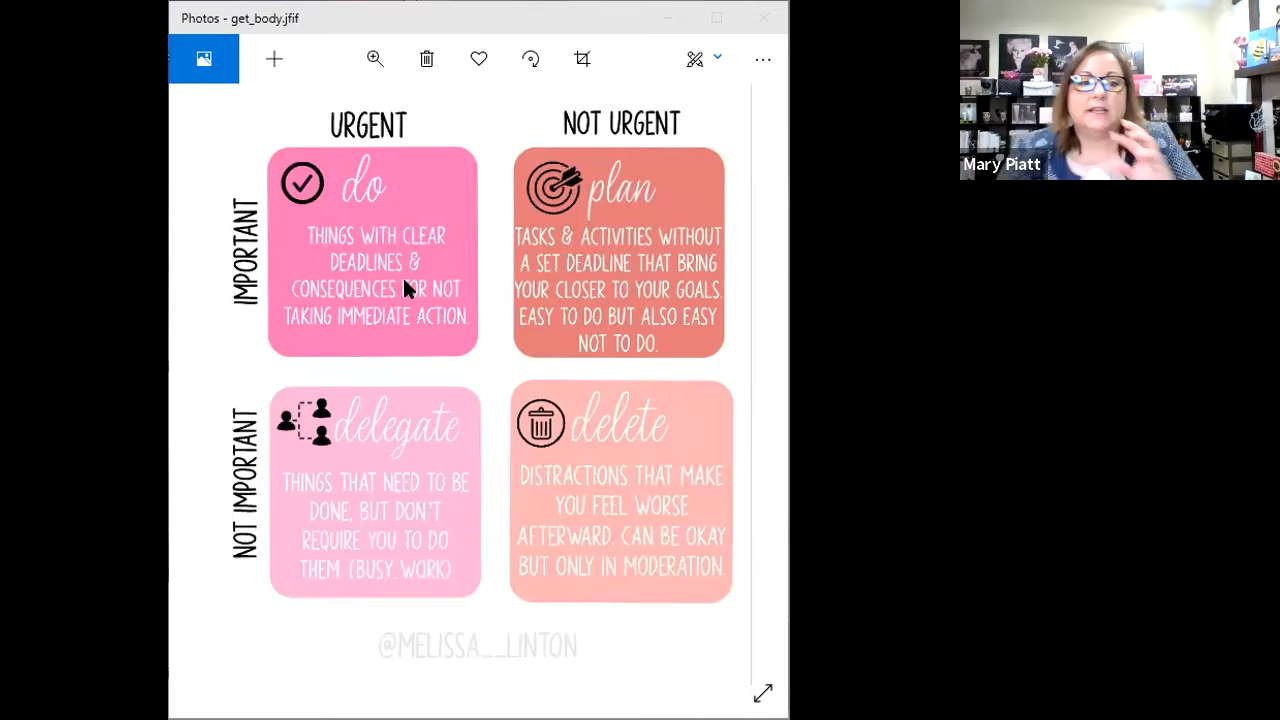 Photos - get_body.jfif
URGENT
NOT URGENT
IMPORTANT
do
THINGS WITH CLEAR
DEADLINES &
CONSEQUENCES FOR NOT
TAKING IMMEDIATE ACTION.
plan
TASKS & ACTIVITIES WITHOUT
A SET DEADLINE THAT BRING
YOUR CLOSER TO YOUR GOALS.
EASY TO DO BUT ALSO EASY
NOT TO DO.
NOT IMPORTANT
delegate
THINGS THAT NEED TO BE
DONE, BUT DON'T
REQUIRE YOU TO DO
THEM (BUSY WORK)
delete
DISTRACTIONS THAT MAKE
YOU FEEL WORSE
AFTERWARD. CAN BE OKAY
BUT ONLY IN MODERATION
@MELISSA__LINTON
Mary Piatt